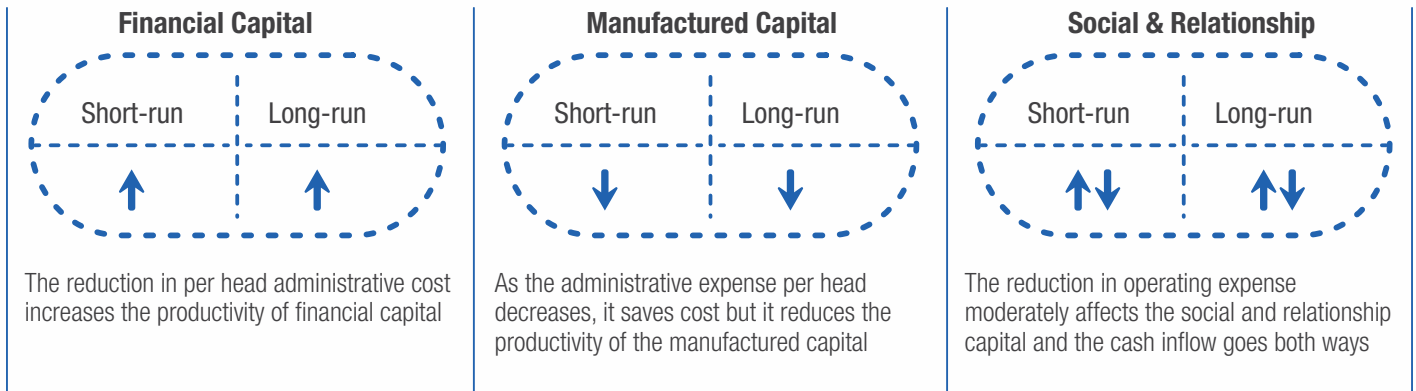 Financial Capital
Short-run
Long-run
The reduction in per head administrative cost
increases the productivity of financial capital
Manufactured Capital
Short-run
Long-run
As the administrative expense per head
decreases, it saves cost but it reduces the
productivity of the manufactured capital
Social & Relationship
Short-run
Long-run
The reduction in operating expense
moderately affects the social and relationship
capital and the cash inflow goes both ways